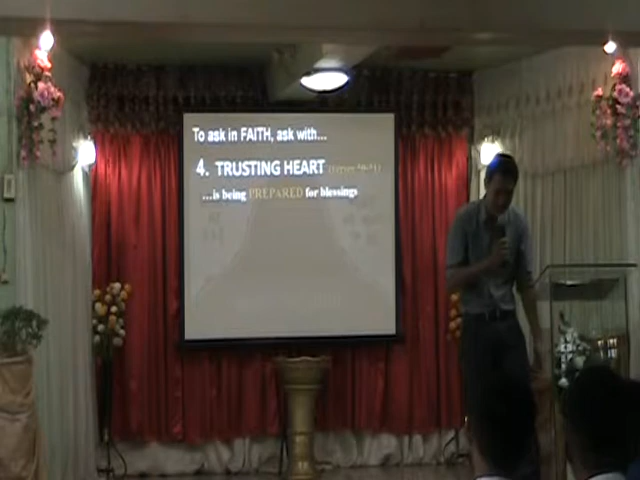 To ask in FAITH, ask with...
4. TRUSTING HEART
...is being PREPARED for blessings